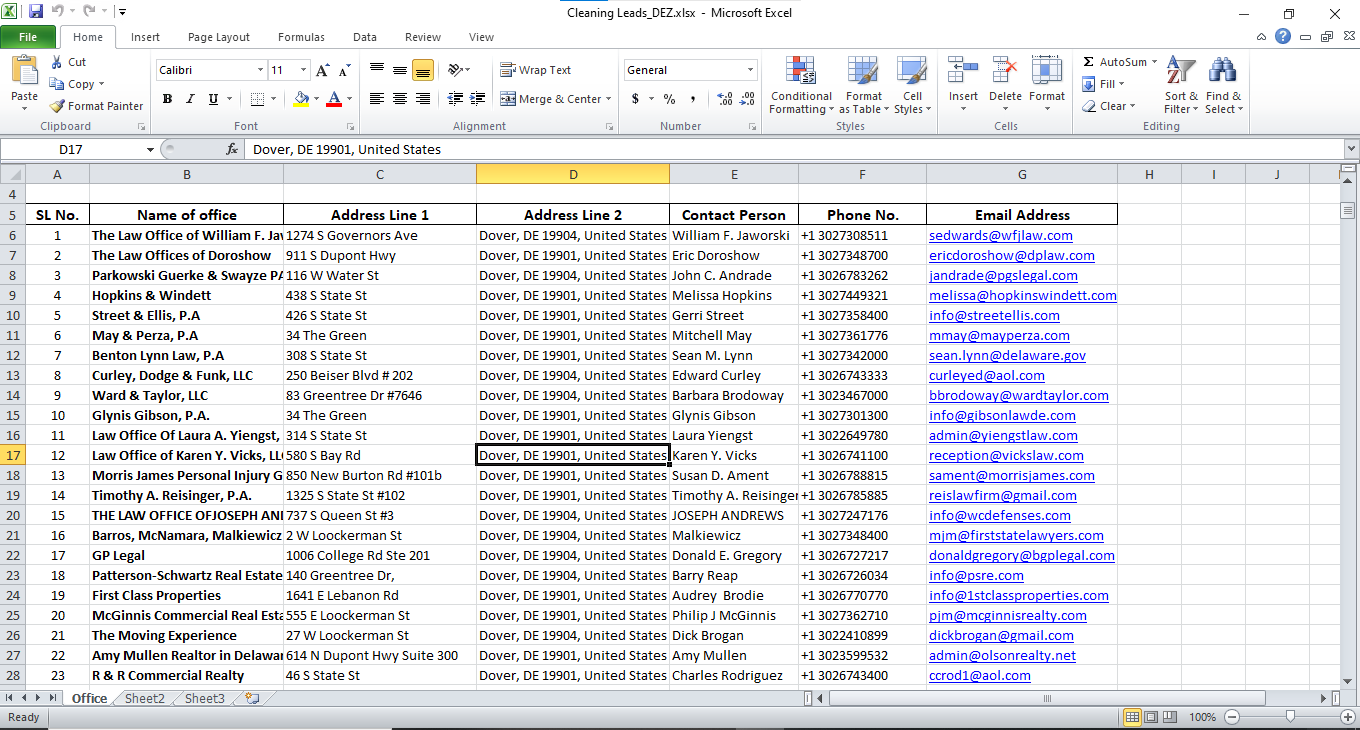 Cleaning Leads_DEZ.xlsx - Microsoft Excel
File Home Insert Page Layout Formulas Data Review View
Paste Cut Copy Format Painter Clipboard
Calibri 11 A A B I U A Font
Wrap Text Merge & Center Alignment
General $ % , .0 .00 .00 .0 Number
Conditional Formatting Format as Table Cell Styles Styles
Insert Delete Format Cells
Σ AutoSum Fill Clear Sort & Filter Find & Select Editing
D17 fx Dover, DE 19901, United States
A B C D E F G H I J
4
5 SL No. Name of office Address Line 1 Address Line 2 Contact Person Phone No. Email Address
6 1 The Law Office of William F. Jav 1274 S Governors Ave Dover, DE 19904, United States William F. Jaworski +1 3027308511 sedwards@wfjlaw.com
7 2 The Law Offices of Doroshow 911 S Dupont Hwy Dover, DE 19901, United States Eric Doroshow +1 3027348700 ericdoroshow@dplaw.com
8 3 Parkowski Guerke & Swayze PA 116 W Water St Dover, DE 19904, United States John C. Andrade +1 3026783262 jandrade@pgslegal.com
9 4 Hopkins & Windett 438 S State St Dover, DE 19901, United States Melissa Hopkins +1 3027449321 melissa@hopkinswindett.com
10 5 Street & Ellis, P.A 426 S State St Dover, DE 19901, United States Gerri Street +1 3027358400 info@streetellis.com
11 6 May & Perza, P.A 34 The Green Dover, DE 19901, United States Mitchell May +1 3027361776 mmay@mayperza.com
12 7 Benton Lynn Law, P.A 308 S State St Dover, DE 19901, United States Sean M. Lynn +1 3027342000 sean.lynn@delaware.gov
13 8 Curley, Dodge & Funk, LLC 250 Beiser Blvd # 202 Dover, DE 19904, United States Edward Curley +1 3026743333 curleyed@aol.com
14 9 Ward & Taylor, LLC 83 Greentree Dr #7646 Dover, DE 19904, United States Barbara Brodoway +1 3023467000 bbrodoway@wardtaylor.com
15 10 Glynis Gibson, P.A. 34 The Green Dover, DE 19901, United States Glynis Gibson +1 3027301300 info@gibsonlawde.com
16 11 Law Office Of Laura A. Yiengst, 314 S State St Dover, DE 19901, United States Laura Yiengst +1 3022649780 admin@yiengstlaw.com
17 12 Law Office of Karen Y. Vicks, LLC 580 S Bay Rd Dover, DE 19901, United States Karen Y. Vicks +1 3026741100 reception@vickslaw.com
18 13 Morris James Personal Injury G 850 New Burton Rd #101b Dover, DE 19901, United States Susan D. Ament +1 3026788815 sament@morrisjames.com
19 14 Timothy A. Reisinger, P.A. 1325 S State St #102 Dover, DE 19901, United States Timothy A. Reisinger +1 3026785885 reislawfirm@gmail.com
20 15 THE LAW OFFICE OFJOSEPH AND 737 S Queen St #3 Dover, DE 19904, United States JOSEPH ANDREWS +1 3027247176 info@wcdefenses.com
21 16 Barros, McNamara, Malkiewicz 2 W Loockerman St Dover, DE 19904, United States Malkiewicz +1 3027348400 mjm@firststatelawyers.com
22 17 GP Legal 1006 College Rd Ste 201 Dover, DE 19904, United States Donald E. Gregory +1 3026727217 donaldgregory@bgplegal.com
23 18 Patterson-Schwartz Real Estate 140 Greentree Dr, Dover, DE 19904, United States Barry Reap +1 3026726034 info@psre.com
24 19 First Class Properties 1641 E Lebanon Rd Dover, DE 19901, United States Audrey Brodie +1 3026770770 info@1stclassproperties.com
25 20 McGinnis Commercial Real Esta 555 E Loockerman St Dover, DE 19901, United States Philip J McGinnis +1 3027362710 pjm@mcginnisrealty.com
26 21 The Moving Experience 27 W Loockerman St Dover, DE 19904, United States Dick Brogan +1 3022410899 dickbrogan@gmail.com
27 22 Amy Mullen Realtor in Delawar 614 N Dupont Hwy Suite 300 Dover, DE 19901, United States Amy Mullen +1 3023599532 admin@olsonrealty.net
28 23 R & R Commercial Realty 46 S State St Dover, DE 19901, United States Charles Rodriguez +1 3026743400 ccrod1@aol.com
Office Sheet2 Sheet3
Ready 100%